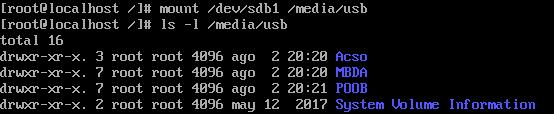 [root@localhost /]# mount /dev/sdb1 /media/usb
[root@localhost /]# ls -l /media/usb
total 16
drwxr-xr-x. 3 root root 4096 ago  2 20:20 Acso
drwxr-xr-x. 7 root root 4096 ago  2 20:20 MBDA
drwxr-xr-x. 7 root root 4096 ago  2 20:21 POOB
drwxr-xr-x. 2 root root 4096 may 12  2017 System Volume Information